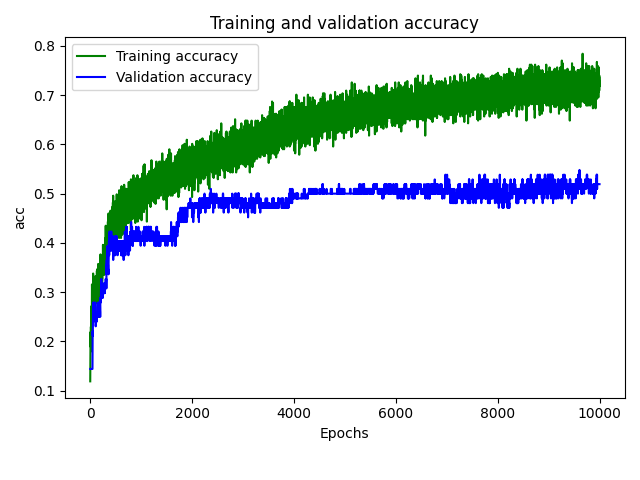 Training and validation accuracy
Training accuracy
Validation accuracy
acc
0.8
0.7
0.6
0.5
0.4
0.3
0.2
0.1
0 2000 4000 6000 8000 10000
Epochs